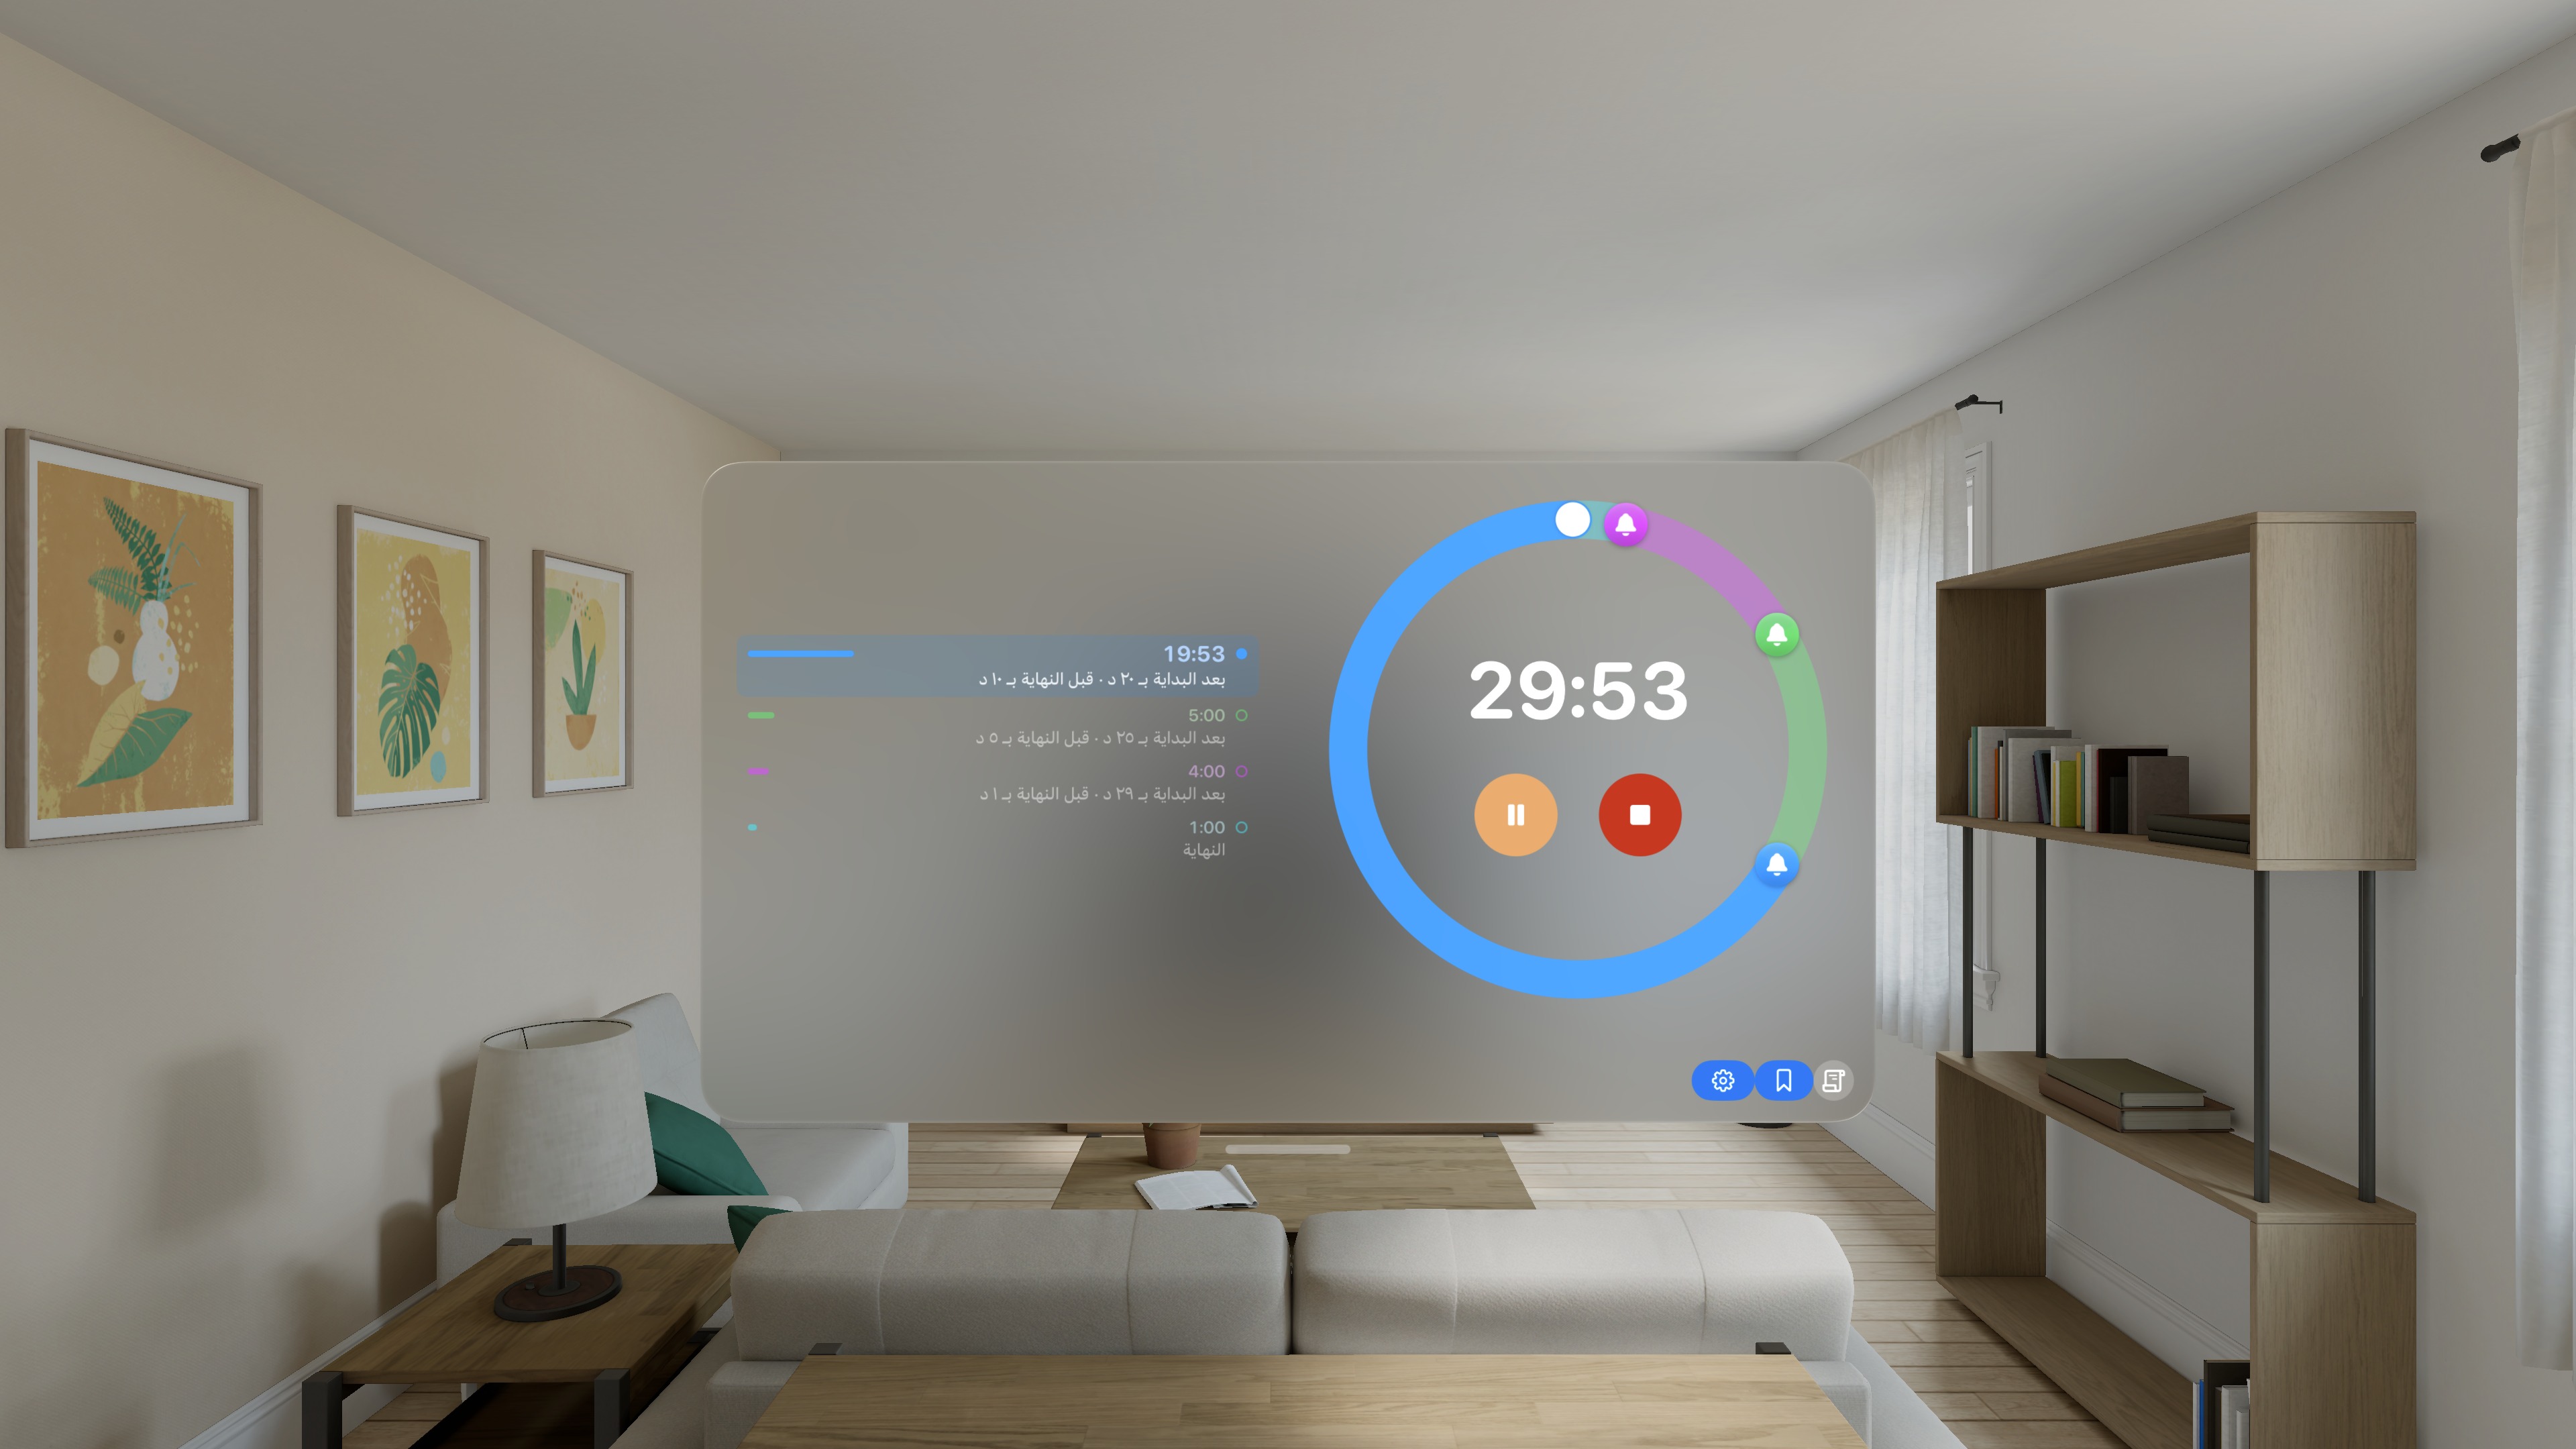 29:53
19:53
بعد البداية بـ ٢٠ د · قبل النهاية بـ ١٠ د
5:00
بعد البداية بـ ٢٥ د · قبل النهاية بـ ٥ د
4:00
بعد البداية بـ ٢٩ د · قبل النهاية بـ ١ د
1:00
النهاية